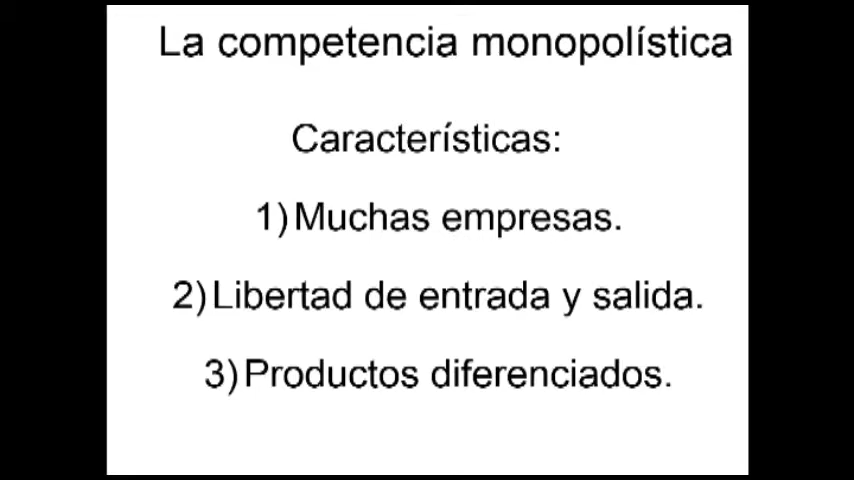 La competencia monopolística
Características:
1) Muchas empresas.
2) Libertad de entrada y salida.
3) Productos diferenciados.